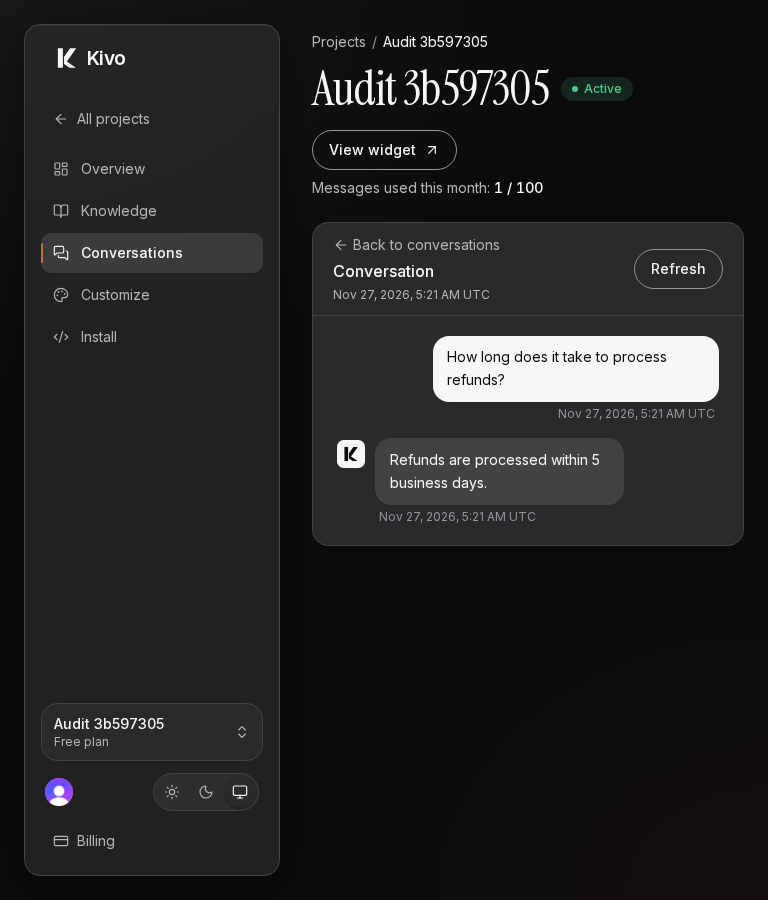 Kivo
All projects
Overview
Knowledge
Conversations
Customize
Install
Audit 3b597305
Free plan
Billing
Projects / Audit 3b597305
Audit 3b597305
Active
View widget
Messages used this month: 1 / 100
Back to conversations
Conversation
Nov 27, 2026, 5:21 AM UTC
Refresh
How long does it take to process
refunds?
Nov 27, 2026, 5:21 AM UTC
Refunds are processed within 5
business days.
Nov 27, 2026, 5:21 AM UTC